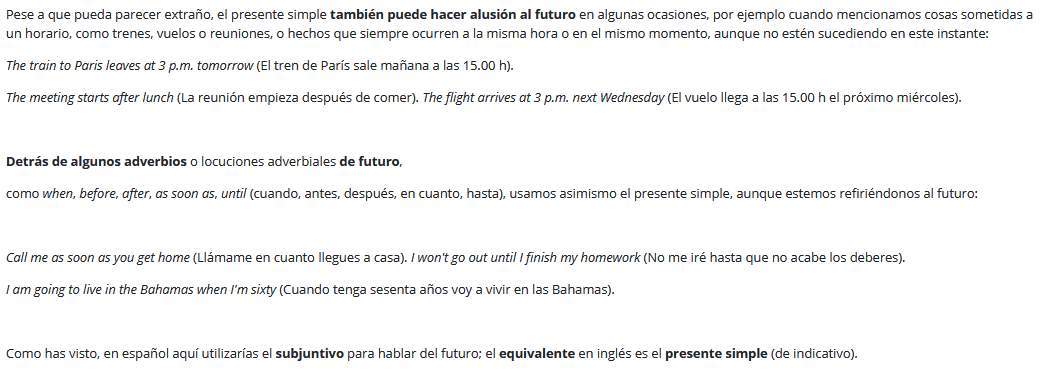 Pese a que pueda parecer extraño, el presente simple también puede hacer alusión al futuro en algunas ocasiones, por ejemplo cuando mencionamos cosas sometidas a
un horario, como trenes, vuelos o reuniones, o hechos que siempre ocurren a la misma hora o en el mismo momento, aunque no estén sucediendo en este instante:
The train to Paris leaves at 3 p.m. tomorrow (El tren de París sale mañana a las 15.00 h).
The meeting starts after lunch (La reunión empieza después de comer). The flight arrives at 3 p.m. next Wednesday (El vuelo llega a las 15.00 h el próximo miércoles).
Detrás de algunos adverbios o locuciones adverbiales de futuro,
como when, before, after, as soon as, until (cuando, antes, después, en cuanto, hasta), usamos asimismo el presente simple, aunque estemos refiriéndonos al futuro:
Call me as soon as you get home (Llámame en cuanto llegues a casa). I won't go out until I finish my homework (No me iré hasta que no acabe los deberes).
I am going to live in the Bahamas when I'm sixty (Cuando tenga sesenta años voy a vivir en las Bahamas).
Como has visto, en español aquí utilizarías el subjuntivo para hablar del futuro; el equivalente en inglés es el presente simple (de indicativo).